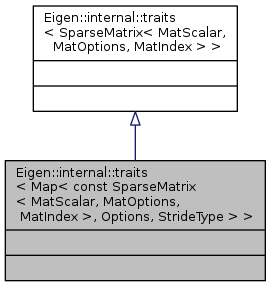 Eigen::internal::traits
< SparseMatrix< MatScalar,
MatOptions, MatIndex > >
Eigen::internal::traits
< Map< const SparseMatrix
< MatScalar, MatOptions,
MatIndex >, Options, StrideType > >